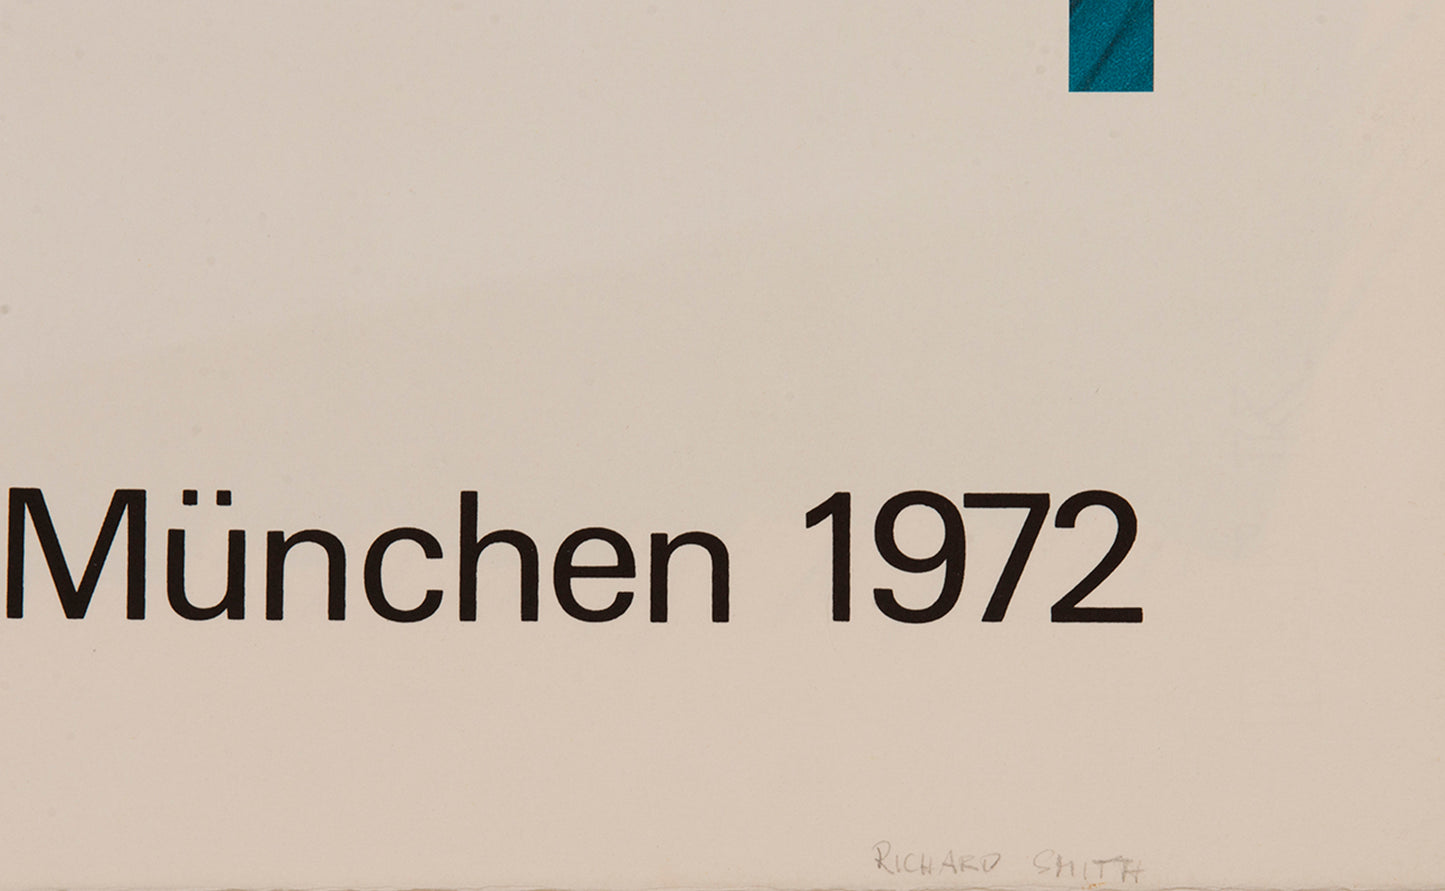 München 1972
RICHARD SMITH